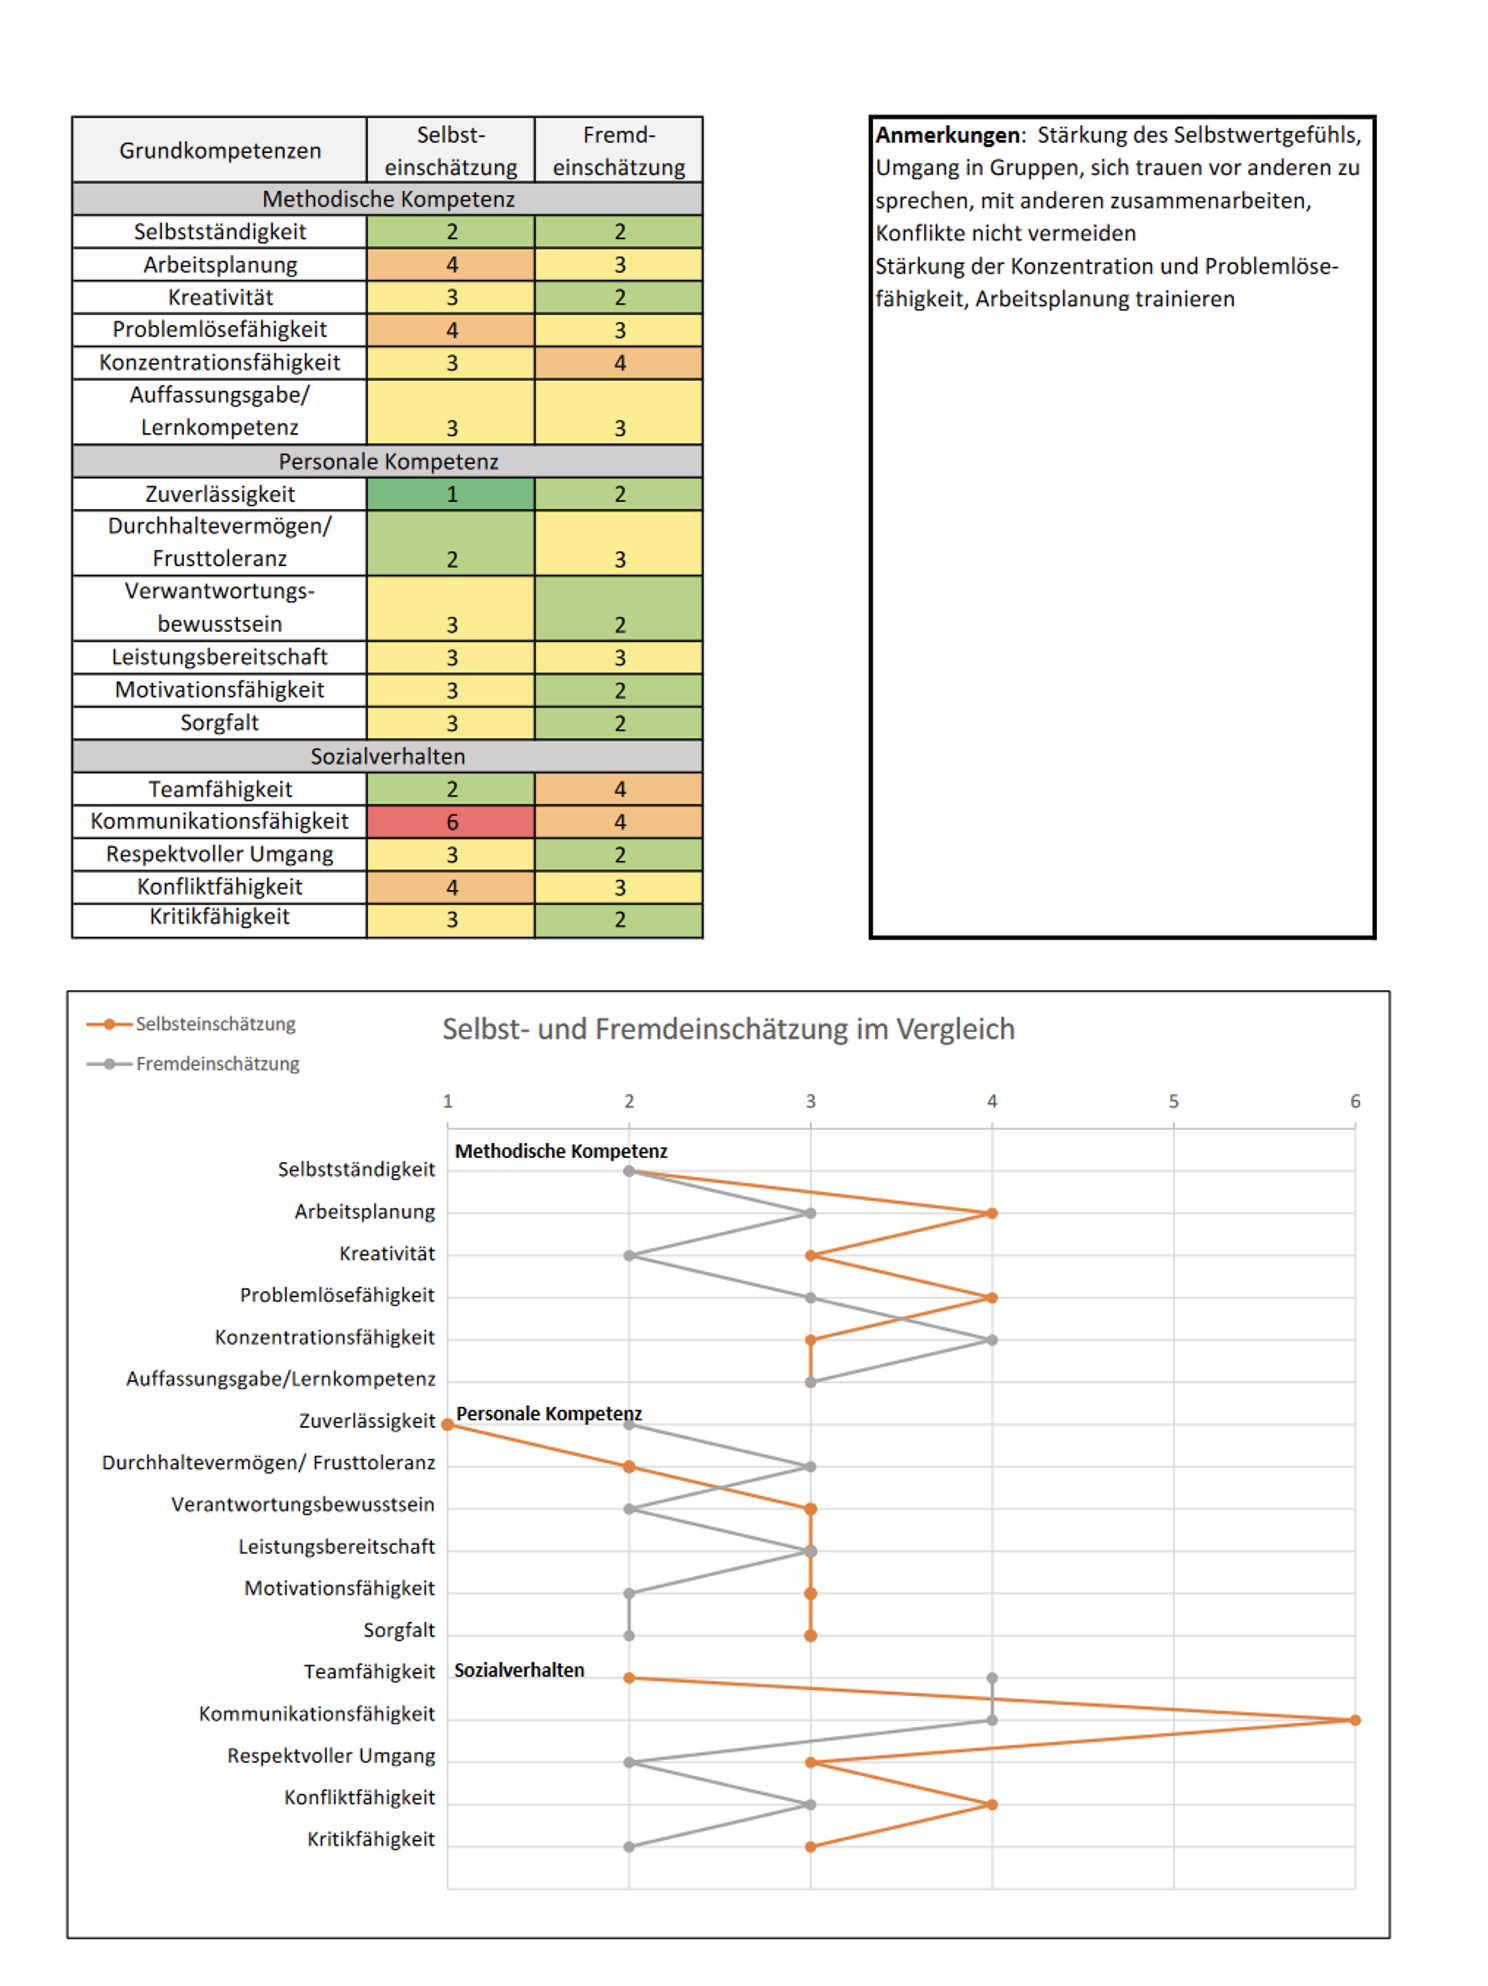 Grundkompetenzen
Selbst-
einschätzung
Fremd-
einschätzung
Methodische Kompetenz
Selbstständigkeit 2 2
Arbeitsplanung 4 3
Kreativität 3 2
Problemlösefähigkeit 4 3
Konzentrationsfähigkeit 3 4
Auffassungsgabe/
Lernkompetenz 3 3
Personale Kompetenz
Zuverlässigkeit 1 2
Durchhaltevermögen/
Frusttoleranz 2 3
Verwantwortungs-
bewusstsein 3 2
Leistungsbereitschaft 3 3
Motivationsfähigkeit 3 2
Sorgfalt 3 2
Sozialverhalten
Teamfähigkeit 2 4
Kommunikationsfähigkeit 6 4
Respektvoller Umgang 3 2
Konfliktfähigkeit 4 3
Kritikfähigkeit 3 2
Anmerkungen: Stärkung des Selbstwertgefühls,
Umgang in Gruppen, sich trauen vor anderen zu
sprechen, mit anderen zusammenarbeiten,
Konflikte nicht vermeiden
Stärkung der Konzentration und Problemlöse-
fähigkeit, Arbeitsplanung trainieren
Selbsteinschätzung
Fremdeinschätzung
Selbst- und Fremdeinschätzung im Vergleich
1 2 3 4 5 6
Methodische Kompetenz
Selbstständigkeit
Arbeitsplanung
Kreativität
Problemlösefähigkeit
Konzentrationsfähigkeit
Auffassungsgabe/Lernkompetenz
Personale Kompetenz
Zuverlässigkeit
Durchhaltevermögen/ Frusttoleranz
Verantwortungsbewusstsein
Leistungsbereitschaft
Motivationsfähigkeit
Sorgfalt
Teamfähigkeit Sozialverhalten
Kommunikationsfähigkeit
Respektvoller Umgang
Konfliktfähigkeit
Kritikfähigkeit